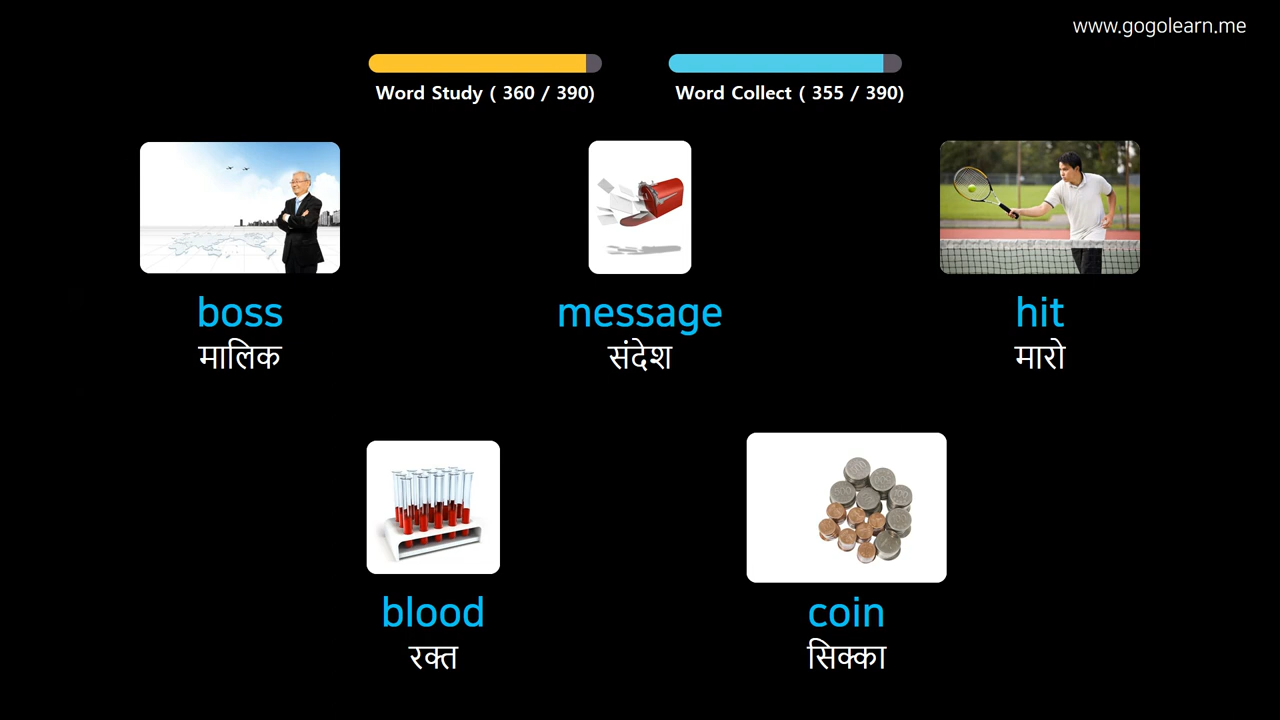 www.gogolearn.me
Word Study ( 360 / 390)
Word Collect ( 355 / 390)
boss
मालिक
message
संदेश
hit
मारो
blood
रक्त
coin
सिक्का